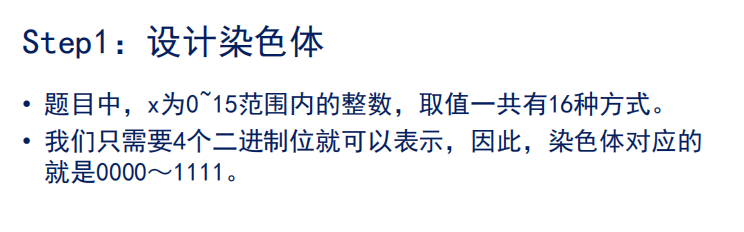 Step1：设计染色体
• 题目中，x为0~15范围内的整数，取值一共有16种方式。
• 我们只需要4个二进制位就可以表示，因此，染色体对应的
就是0000～1111。